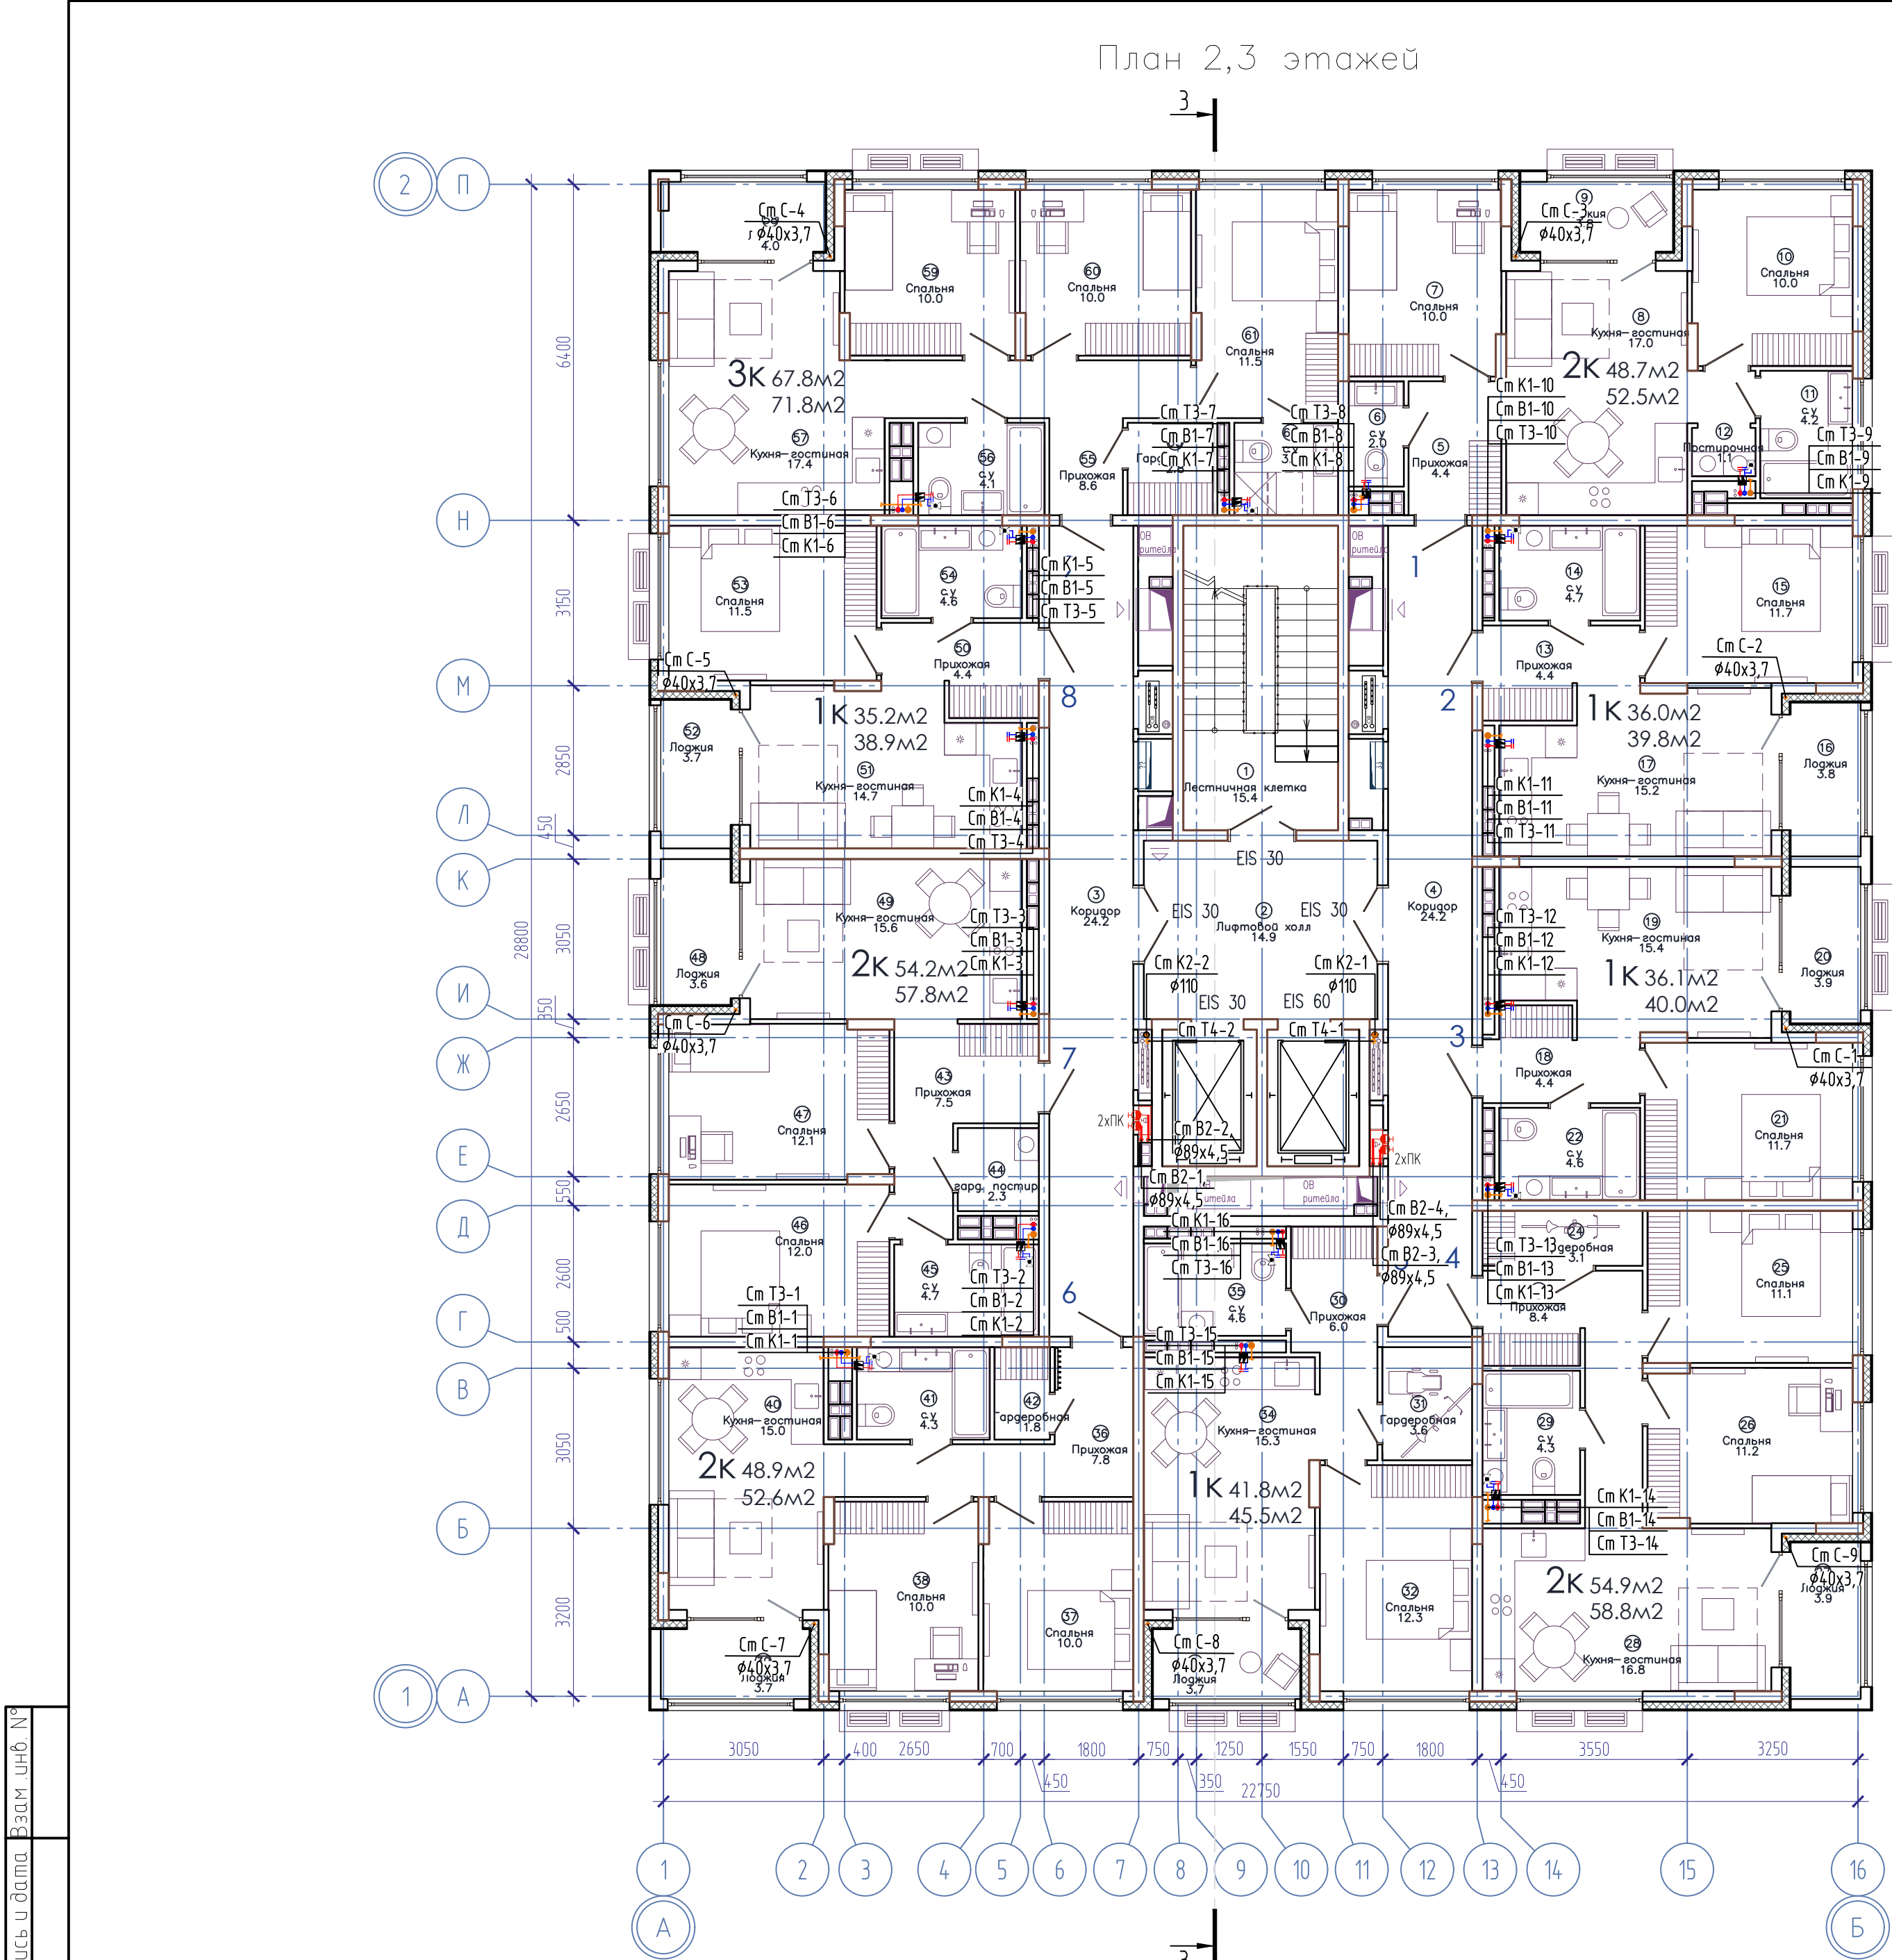 План 2,3 этажей
3
2
П
Н
М
Л
К
И
Ж
Е
Д
Г
В
Б
1
А
6400
3150
2850
450
3050
350
2650
550
2600
500
3050
3200
28800
Ст С-4
ϕ40х3,7
4.0
59
Спальня
10.0
60
Спальня
10.0
61
Спальня
11.5
7
Спальня
10.0
9
Ст С-3
3.8
ϕ40х3,7
8
Кухня-гостиная
17.0
10
Спальня
10.0
3К 67.8м2
71.8м2
2К 48.7м2
52.5м2
57
Кухня-гостиная
17.4
56
с.у
4.1
55
Прихожая
8.6
Ст Т3-7
Ст В1-7
Ст К1-7
Ст Т3-8
Ст В1-8
Ст К1-8
6
с.у
2.0
5
Прихожая
4.4
Ст К1-10
Ст В1-10
Ст Т3-10
12
Постирочная
1.1
11
с.у
4.2
Ст Т3-9
Ст В1-9
Ст К1-9
Ст Т3-6
Ст В1-6
Ст К1-6
53
Спальня
11.5
54
с.у
4.6
Ст К1-5
Ст В1-5
Ст Т3-5
ОВ
ритейла
ОВ
ритейла
1
14
с.у
4.7
15
Спальня
11.7
50
Прихожая
4.4
13
Прихожая
4.4
Ст С-5
ϕ40х3,7
Ст С-2
ϕ40х3,7
8
2
1К 35.2м2
38.9м2
1К 36.0м2
39.8м2
52
Лоджия
3.7
51
Кухня-гостиная
14.7
Ст К1-4
Ст В1-4
Ст Т3-4
1
Лестничная клетка
15.4
Ст К1-11
Ст В1-11
Ст Т3-11
17
Кухня-гостиная
15.2
16
Лоджия
3.8
EIS 30
3
Коридор
24.2
EIS 30
2
Лифтовой холл
14.9
EIS 30
4
Коридор
24.2
49
Кухня-гостиная
15.6
Ст Т3-3
Ст В1-3
Ст К1-3
48
Лоджия
3.6
2К 54.2м2
57.8м2
Ст К2-2
ϕ110
Ст К2-1
ϕ110
EIS 30
EIS 60
Ст Т3-12
Ст В1-12
Ст К1-12
19
Кухня-гостиная
15.4
20
Лоджия
3.9
1К 36.1м2
40.0м2
Ст С-6
ϕ40х3,7
Ст Т4-2
Ст Т4-1
7
3
43
Прихожая
7.5
18
Прихожая
4.4
Ст С-1
ϕ40х3,7
47
Спальня
12.1
2хПК
Ст В2-2,
ϕ89х4,5
2хПК
22
с.у
4.6
21
Спальня
11.7
44
гард. постир
2.3
Ст В2-1,
ϕ89х4,5
ритейла
ОВ
ритейла
Ст В2-4,
ϕ89х4,5
Ст В2-3,
ϕ89х4,5
46
Спальня
12.0
45
с.у
4.7
Ст Т3-2
Ст В1-2
Ст К1-2
6
Ст К1-16
Ст В1-16
Ст Т3-16
35
с.у
4.6
30
Прихожая
6.0
4
Ст Т3-13
Ст В1-13
Ст К1-13
24
3.1
Прихожая
8.4
25
Спальня
11.1
Ст Т3-1
Ст В1-1
Ст К1-1
Ст Т3-15
Ст В1-15
Ст К1-15
40
Кухня-гостиная
15.0
41
с.у
4.3
42
Гардеробная
1.8
36
Прихожая
7.8
34
Кухня-гостиная
15.3
31
Гардеробная
3.6
29
с.у
4.3
26
Спальня
11.2
2К 48.9м2
52.6м2
1К 41.8м2
45.5м2
Ст К1-14
Ст В1-14
Ст Т3-14
38
Спальня
10.0
37
Спальня
10.0
32
Спальня
12.3
2К 54.9м2
58.8м2
Ст С-9
ϕ40х3,7
Лоджия
3.9
28
Кухня-гостиная
16.8
Ст С-7
ϕ40х3,7
Лоджия
3.7
Ст С-8
ϕ40х3,7
Лоджия
3.7
3050
400
2650
700
450
1800
750
350
1250
1550
750
1800
450
3550
3250
22750
1
2
3
4
5
6
7
8
9
10
11
12
13
14
15
16
А
Б
3
Взам.инв. N°
ись и дата